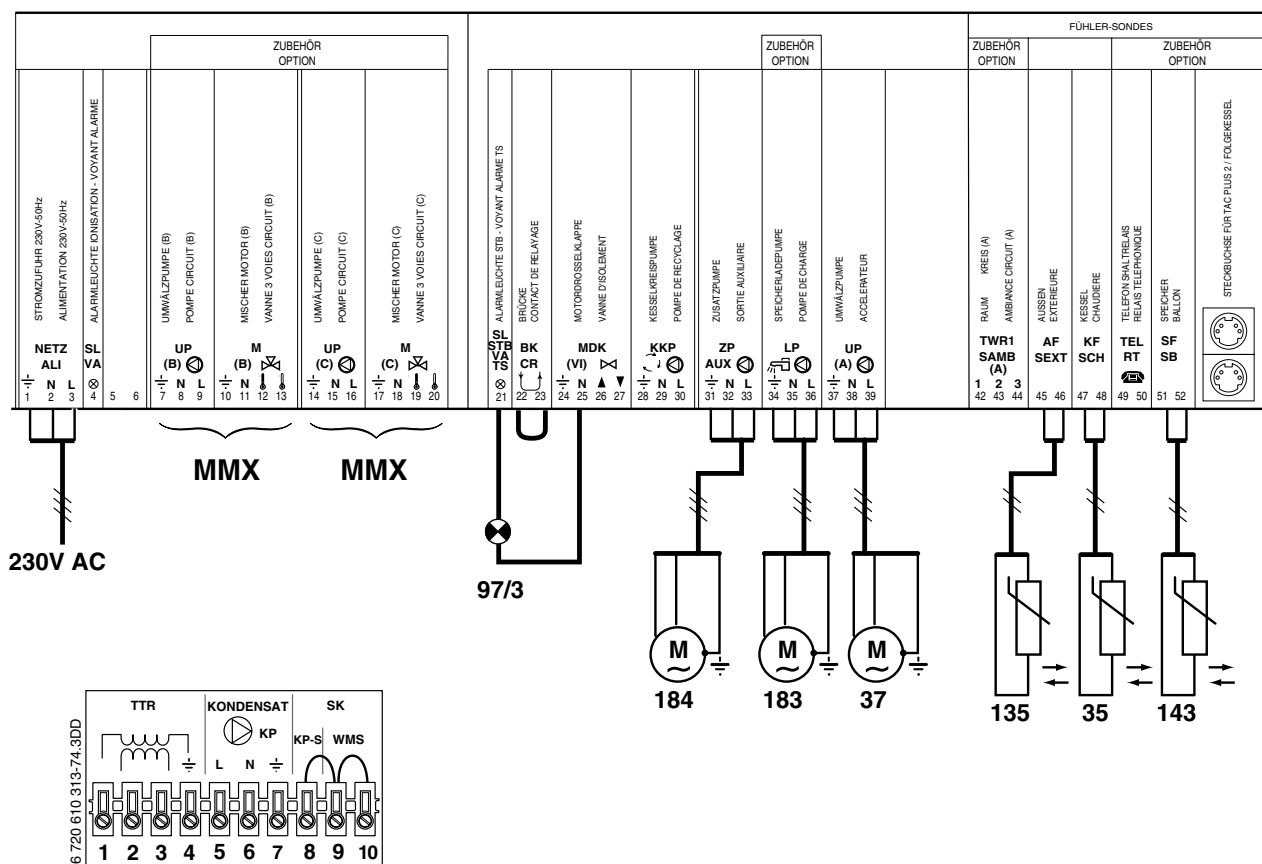 FÜHLER-SONDES
ZUBEHÖR
OPTION
ZUBEHÖR
OPTION
ZUBEHÖR
OPTION
ZUBEHÖR
OPTION
STROMZUFUHR 230V-50Hz
ALIMENTATION 230V-50Hz
NETZ
ALI
N L
1 2 3
ALARMLEUCHTE IONISATION - VOYANT ALARME
SL
VA
4
5 6
UMWÄLZPUMPE (B)
POMPE CIRCUIT (B)
UP
(B)
N L
7 8 9
MISCHER MOTOR (B)
VANNE 3 VOIES CIRCUIT (B)
M
(B)
N
10 11 12 13
UMWÄLZPUMPE (C)
POMPE CIRCUIT (C)
UP
(C)
N L
14 15 16
MISCHER MOTOR (C)
VANNE 3 VOIES CIRCUIT (C)
M
(C)
N
17 18 19 20
ALARMLEUCHTE STB - VOYANT ALARME TS
SL
STB
VA
TS
21
BRÜCKE
CONTACT DE RELAYAGE
BK
CR
22 23
MOTORDROSSELKLAPPE
VANNE D'ISOLEMENT
MDK
(VI)
N ▲ ▼
24 25 26 27
KESSELKREISPUMPE
POMPE DE RECYCLAGE
KKP
N L
28 29 30
ZUSATZPUMPE
SORTIE AUXILIAIRE
ZP
AUX
N L
31 32 33
SPEICHERLADEPUMPE
POMPE DE CHARGE
LP
N L
34 35 36
UMWÄLZPUMPE
ACCELERATEUR
UP
(A)
N L
37 38 39
RAUM KREIS (A)
AMBIANCE CIRCUIT (A)
TWR1
SAMB
(A)
1 2 3
42 43 44
AUSSEN
EXTERIEURE
AF
SEXT
45 46
KESSEL
CHAUDIERE
KF
SCH
47 48
TELEFON SHALTRELAIS
RELAIS TELEPHONIQUE
TEL
RT
49 50
SPEICHER
BALLON
SF
SB
51 52
STECKBUCHSE FÜR TAC PLUS 2 / FOLGEKESSEL
MMX
MMX
230V AC
97/3
M
~
184
M
~
183
M
~
37
135
35
143
6 720 610 313-74.3DD
TTR
KONDENSAT
KP
L N
SK
KP-S WMS
1 2 3 4 5 6 7 8 9 10